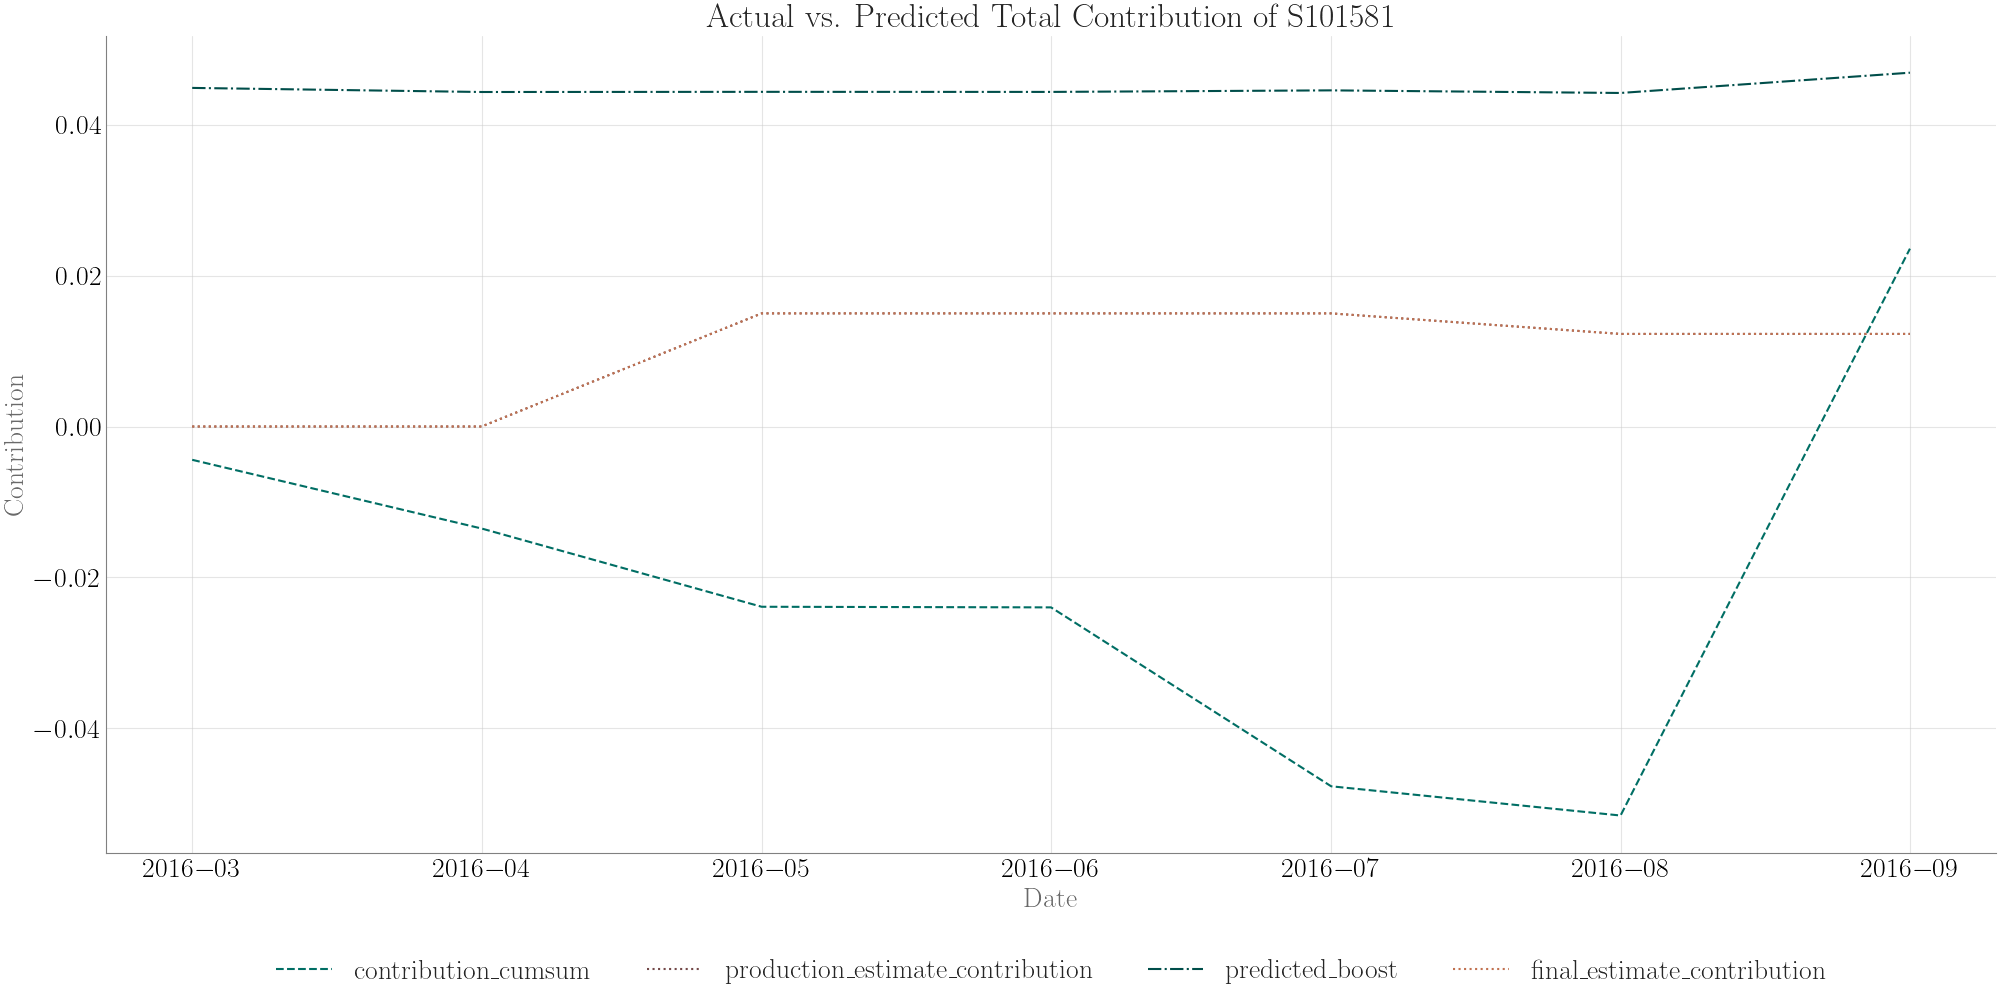 Actual vs. Predicted Total Contribution of S101581
Contribution
0.04
0.02
0.00
−0.02
−0.04
2016−03 2016−04 2016−05 2016−06 2016−07 2016−08 2016−09
Date
contribution_cumsum production_estimate_contribution predicted_boost final_estimate_contribution